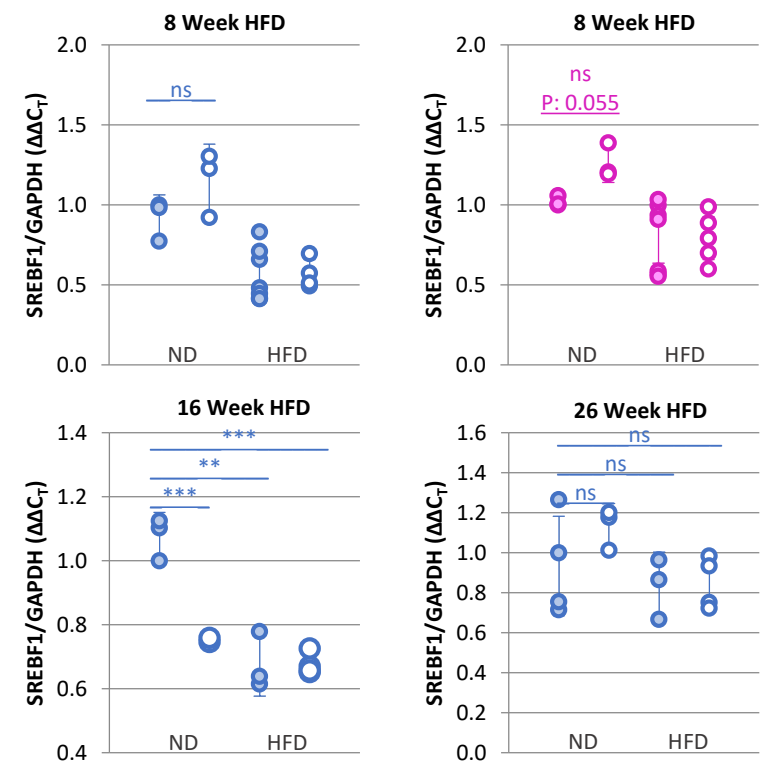 8 Week HFD
SREBF1/GAPDH (ΔΔCT)
2.0
1.5
1.0
0.5
0.0
ns
ND HFD
8 Week HFD
SREBF1/GAPDH (ΔΔCT)
2.0
1.5
1.0
0.5
0.0
ns
P: 0.055
ND HFD
16 Week HFD
SREBF1/GAPDH (ΔΔCT)
1.4
1.2
1.0
0.8
0.6
0.4
***
**
***
ND HFD
26 Week HFD
SREBF1/GAPDH (ΔΔCT)
1.6
1.4
1.2
1.0
0.8
0.6
0.4
0.2
0.0
ns
ns
ns
ND HFD